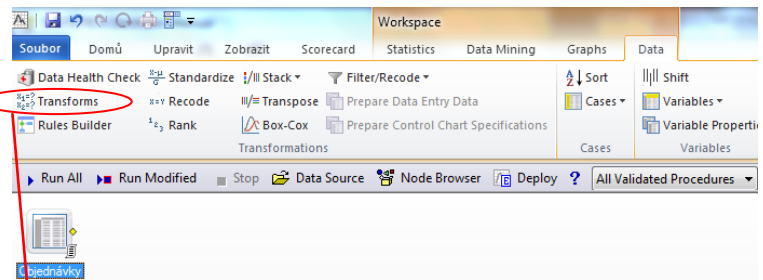 Workspace
Soubor Domů Upravit Zobrazit Scorecard Statistics Data Mining Graphs Data
Data Health Check Standardize Stack Filter/Recode Sort Shift
Transforms Recode Transpose Prepare Data Entry Data Cases Variables
Rules Builder Rank Box-Cox Prepare Control Chart Specifications Variable Properti
Transformations Cases Variables
Run All Run Modified Stop Data Source Node Browser Deploy ? All Validated Procedures
Objednávky